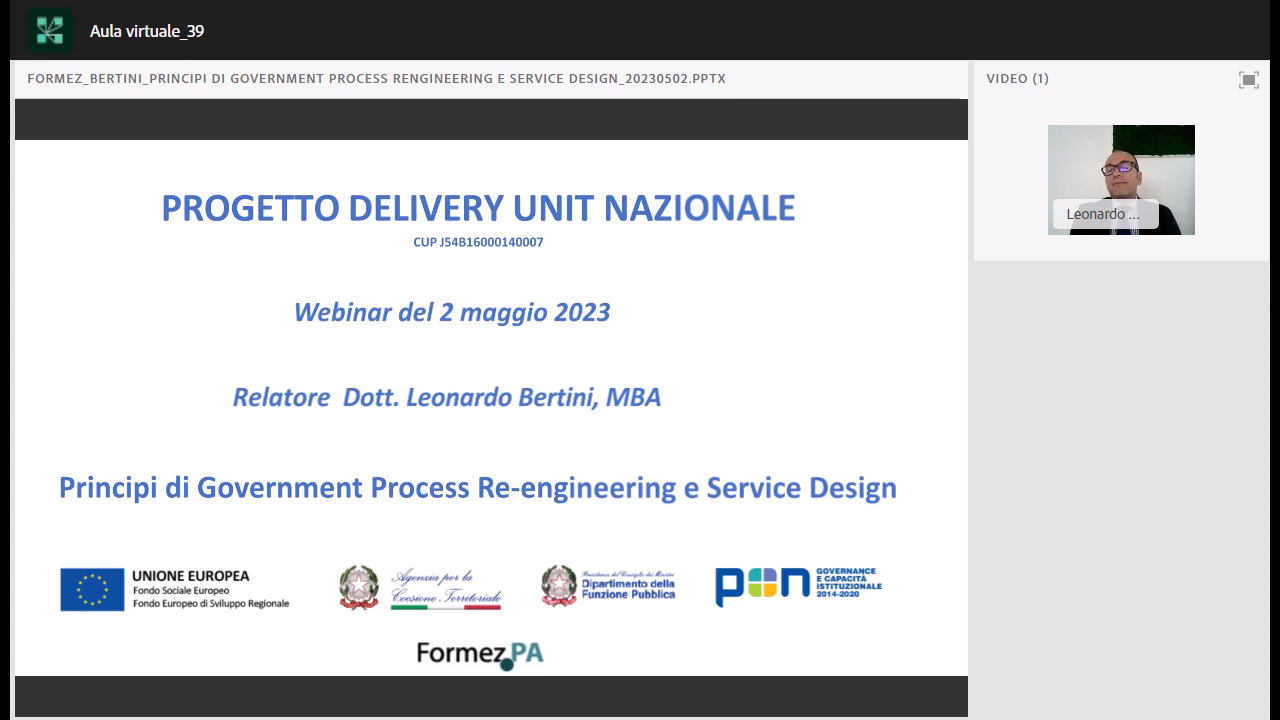 Aula virtuale_39
FORMEZ_BERTINI_PRINCIPI DI GOVERNMENT PROCESS RENGINEERING E SERVICE DESIGN_20230502.PPTX
VIDEO (1)
Leonardo ...
PROGETTO DELIVERY UNIT NAZIONALE
CUP J54B16000140007
Webinar del 2 maggio 2023
Relatore Dott. Leonardo Bertini, MBA
Principi di Government Process Re-engineering e Service Design
UNIONE EUROPEA
Fondo Sociale Europeo
Fondo Europeo di Sviluppo Regionale
Agenzia per la
Coesione Territoriale
Presidenza del Consiglio dei Ministri
Dipartimento della
Funzione Pubblica
pon
GOVERNANCE
E CAPACITÀ
ISTITUZIONALE
2014-2020
Formez PA